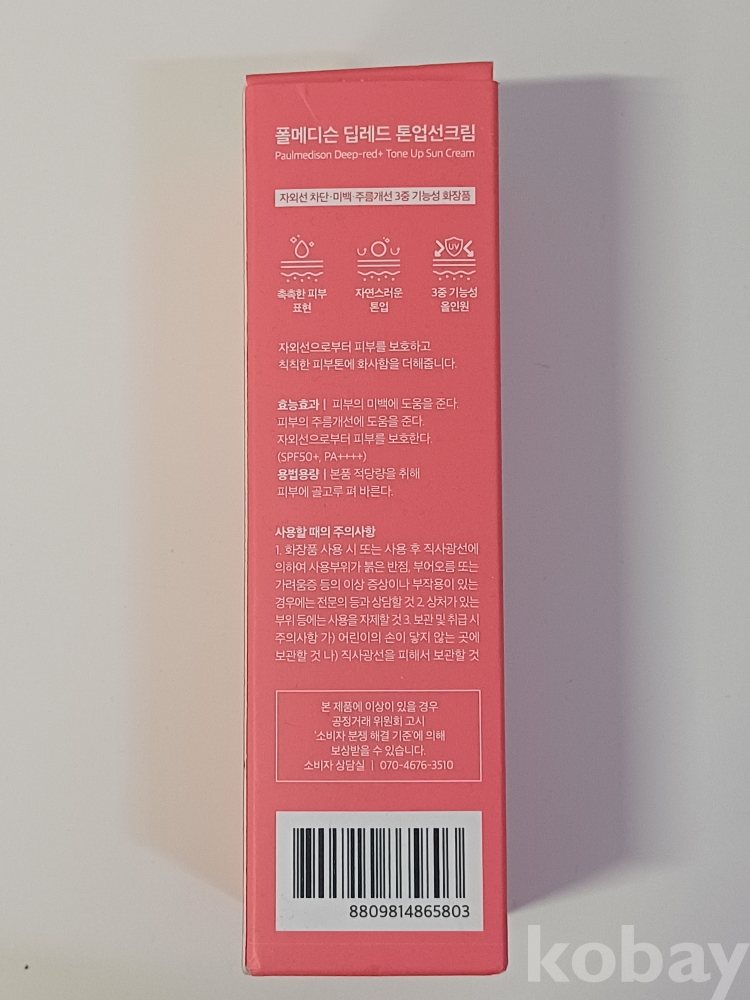 폴메디슨 딥레드 톤업선크림
Paulmedison Deep-red+ Tone Up Sun Cream
자외선 차단·미백·주름개선 3중 기능성 화장품
촉촉한 피부
표현
자연스러운
톤업
UV
3중 기능성
올인원
자외선으로부터 피부를 보호하고
칙칙한 피부톤에 화사함을 더해줍니다.
효능효과 | 피부의 미백에 도움을 준다.
피부의 주름개선에 도움을 준다.
자외선으로부터 피부를 보호한다.
(SPF50+, PA++++)
용법용량 | 본품 적당량을 취해
피부에 골고루 펴 바른다.
사용할 때의 주의사항
1. 화장품 사용 시 또는 사용 후 직사광선에
의하여 사용부위가 붉은 반점, 부어오름 또는
가려움증 등의 이상 증상이나 부작용이 있는
경우에는 전문의 등과 상담할 것 2. 상처가 있는
부위 등에는 사용을 자제할 것 3. 보관 및 취급 시
주의사항 가) 어린이의 손이 닿지 않는 곳에
보관할 것 나) 직사광선을 피해서 보관할 것
본 제품에 이상이 있을 경우
공정거래 위원회 고시
'소비자 분쟁 해결 기준'에 의해
보상받을 수 있습니다.
소비자 상담실 | 070-4676-3510
8809814865803
kobay